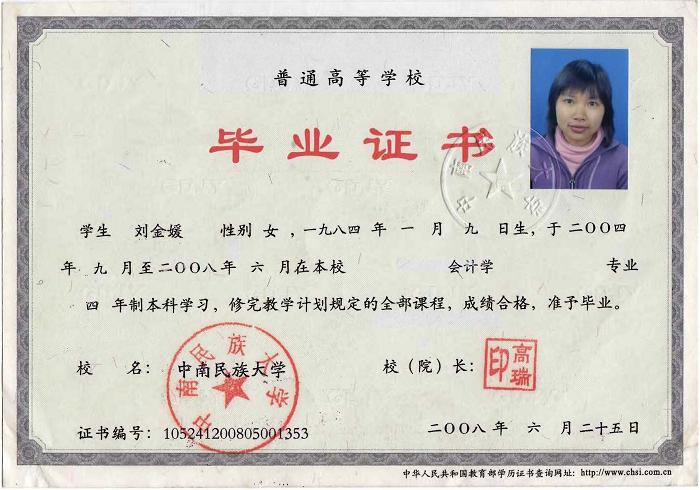 普通高等学校
毕业证书
学生 刘金媛 性别 女 ,一九八四 年 一 月 九 日生, 于 二〇〇四
年 九 月至二〇〇八年 六 月在本校 会计学 专业
四 年制本科学习, 修完教学计划规定的全部课程, 成绩合格, 准予毕业。
校 名: 中南民族大学 校(院)长: 高瑞印
中南民族大学
证书编号: 105241200805001353 二〇〇八 年 六 月 二十五日
中华人民共和国教育部学历证书查询网址: http://www.chsi.com.cn